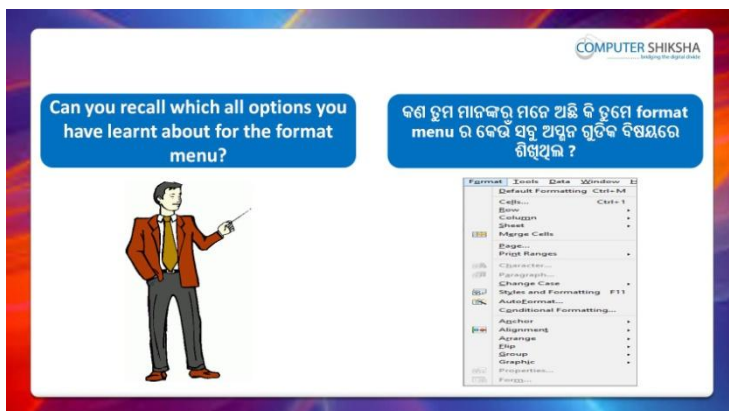 COMPUTER SHIKSHA
bridging the digital divide
Can you recall which all options you
have learnt about for the format
menu?
କଣ ତୁମ ମାନଙ୍କର ମନେ ଅଛି କି ତୁମେ format
menu ର କେଉଁ ସବୁ ଅପ୍ସନ ଗୁଡିକ ବିଷୟରେ
ଶିଖିଥିଲ ?
Format Tools Data Window H
Default Formatting Ctrl+M
Cells... Ctrl+1
Row
Column
Sheet
Merge Cells
Page...
Print Ranges
Character...
Paragraph...
Change Case
Styles and Formatting F11
AutoFormat...
Conditional Formatting...
Anchor
Alignment
Arrange
Flip
Group
Graphic
Properties...
Form...